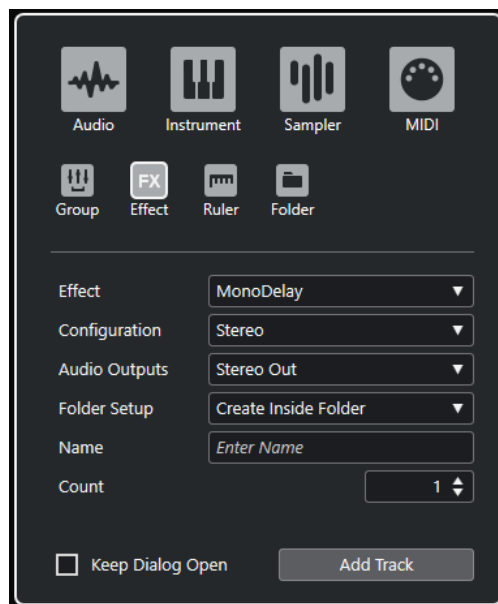 Audio Instrument Sampler MIDI
FX
Group Effect Ruler Folder
Effect MonoDelay
Configuration Stereo
Audio Outputs Stereo Out
Folder Setup Create Inside Folder
Name Enter Name
Count 1
Keep Dialog Open Add Track